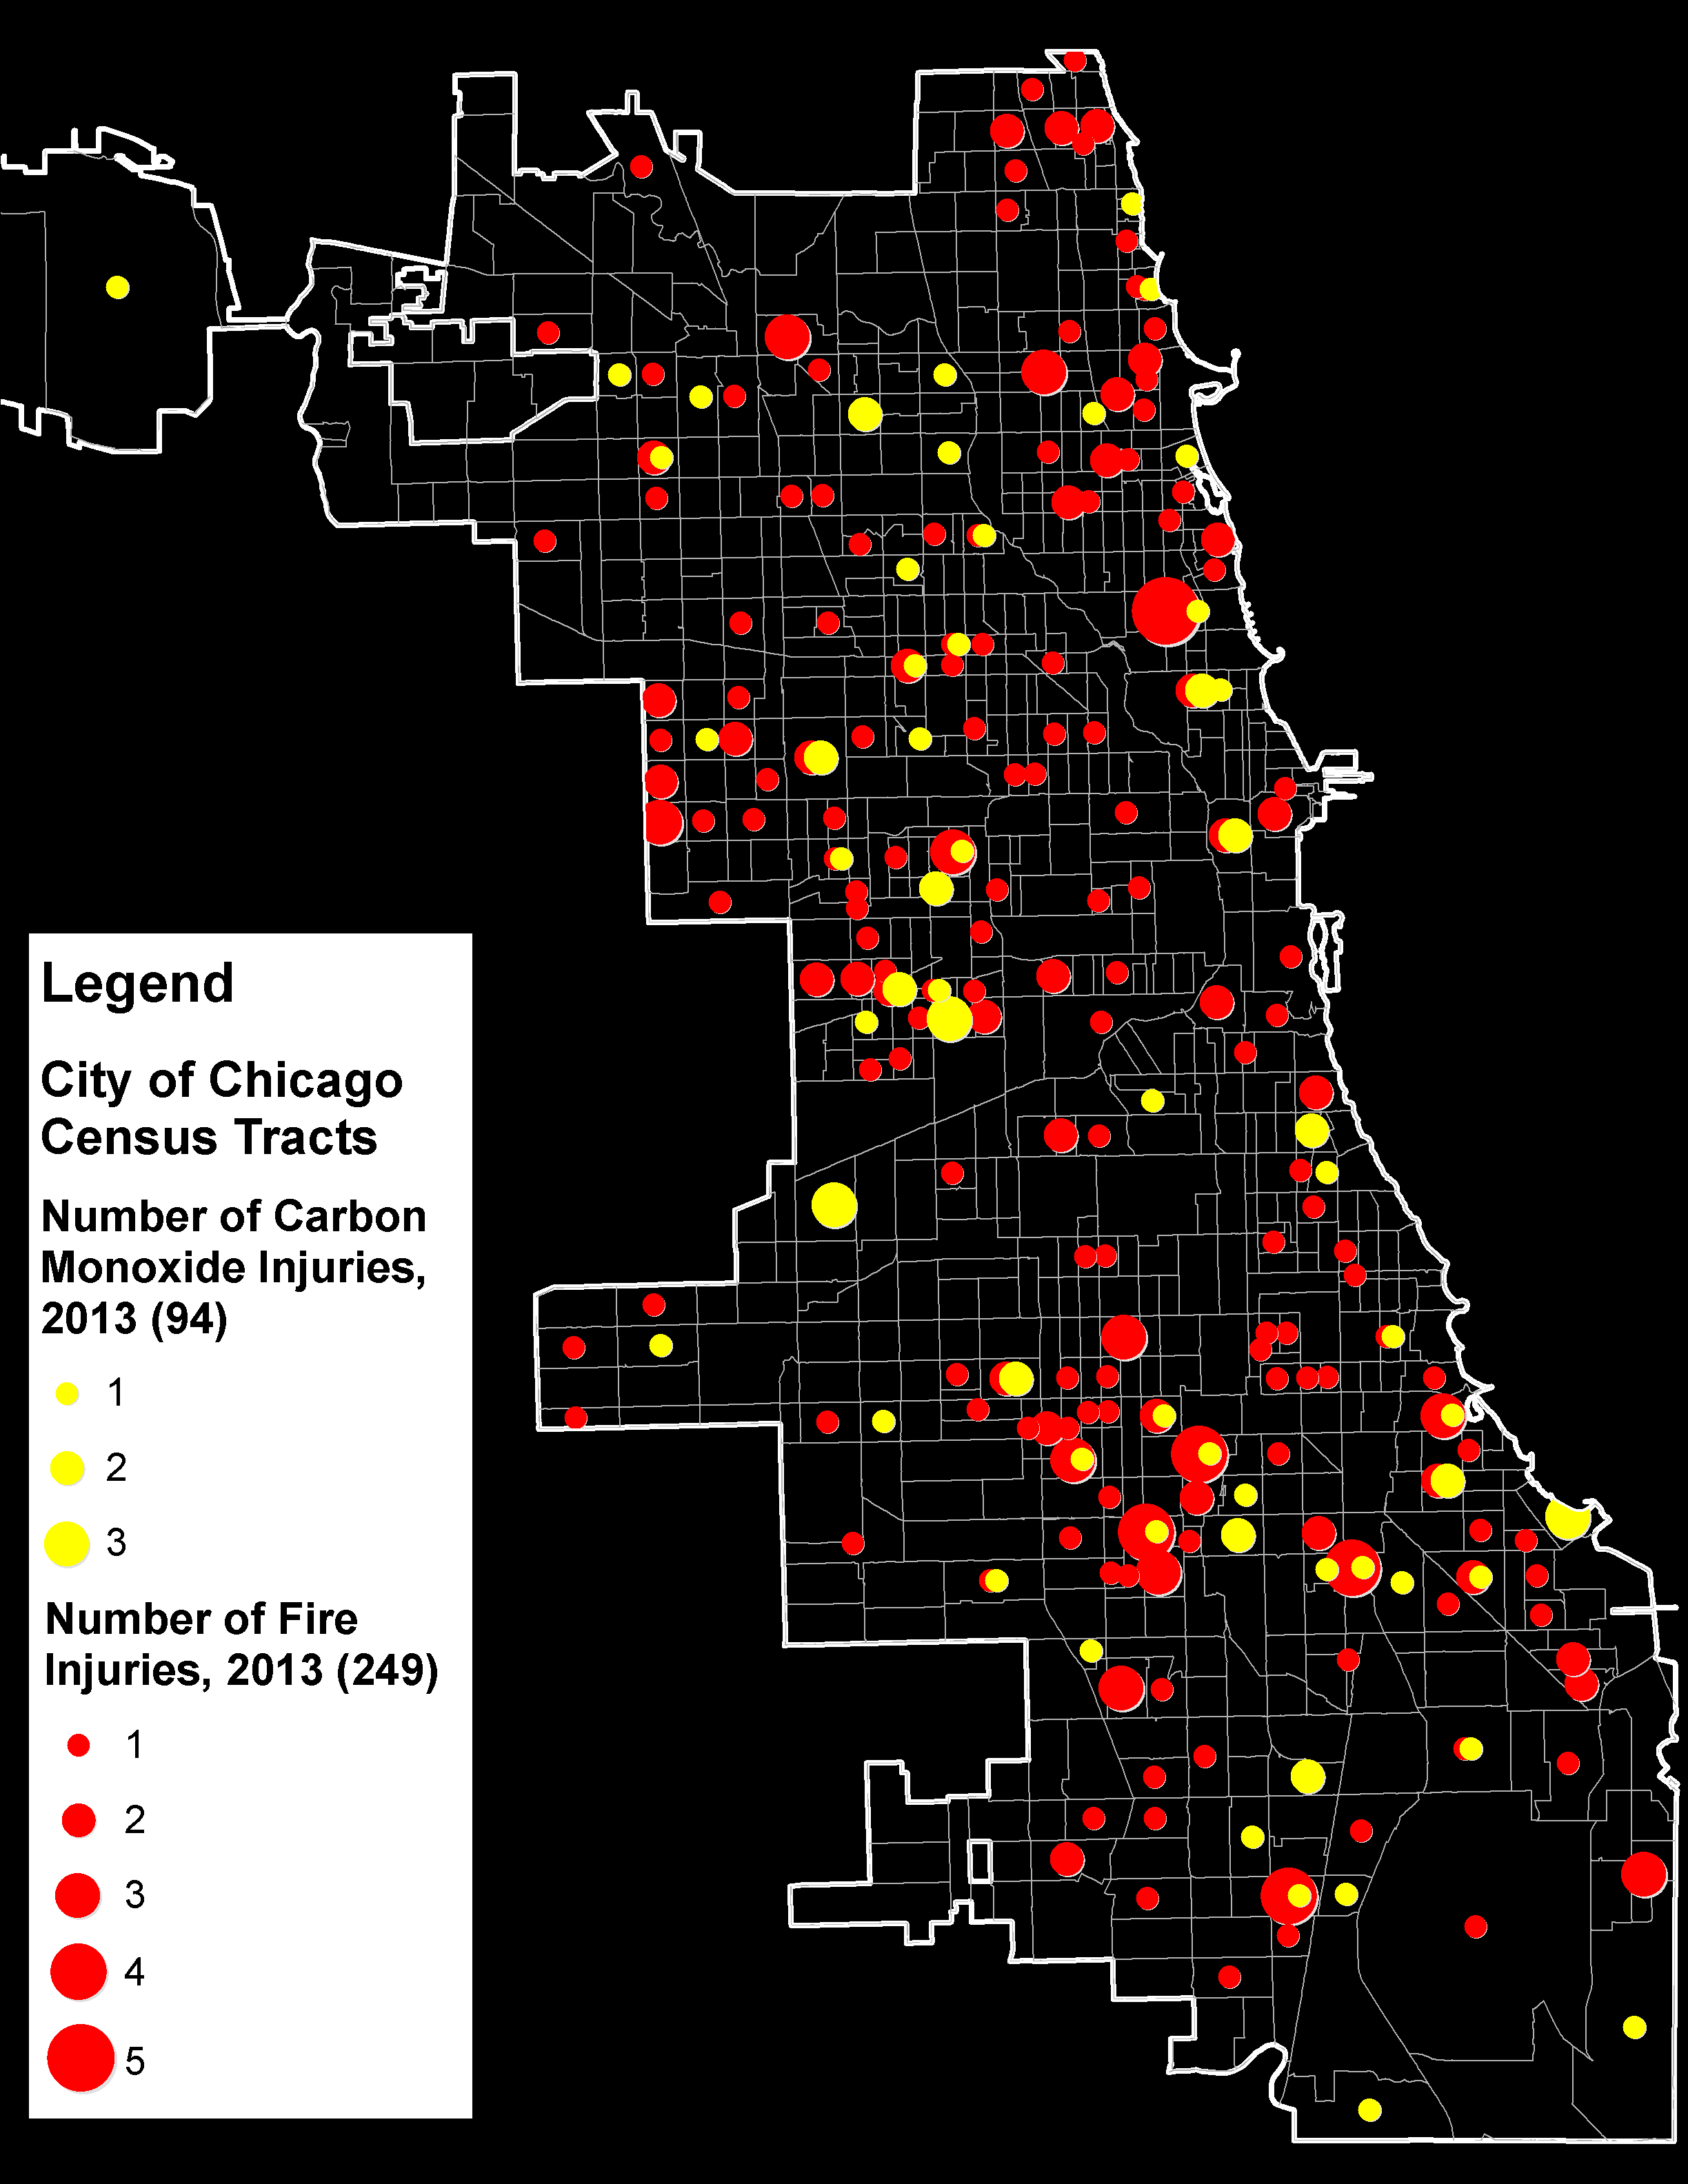 Legend
City of Chicago
Census Tracts
Number of Carbon
Monoxide Injuries,
2013 (94)
1
2
3
Number of Fire
Injuries, 2013 (249)
1
2
3
4
5